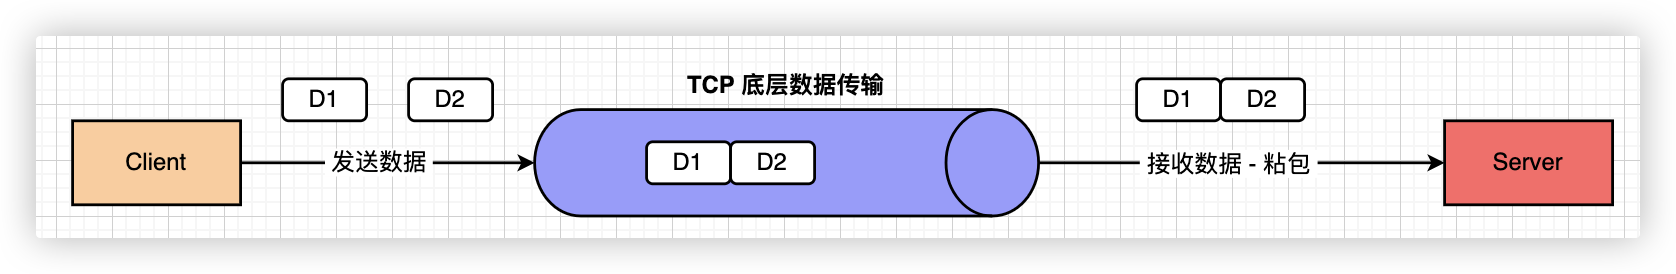 TCP 底层数据传输
D1
D2
D1
D2
Client
发送数据
D1
D2
接收数据 - 粘包
Server